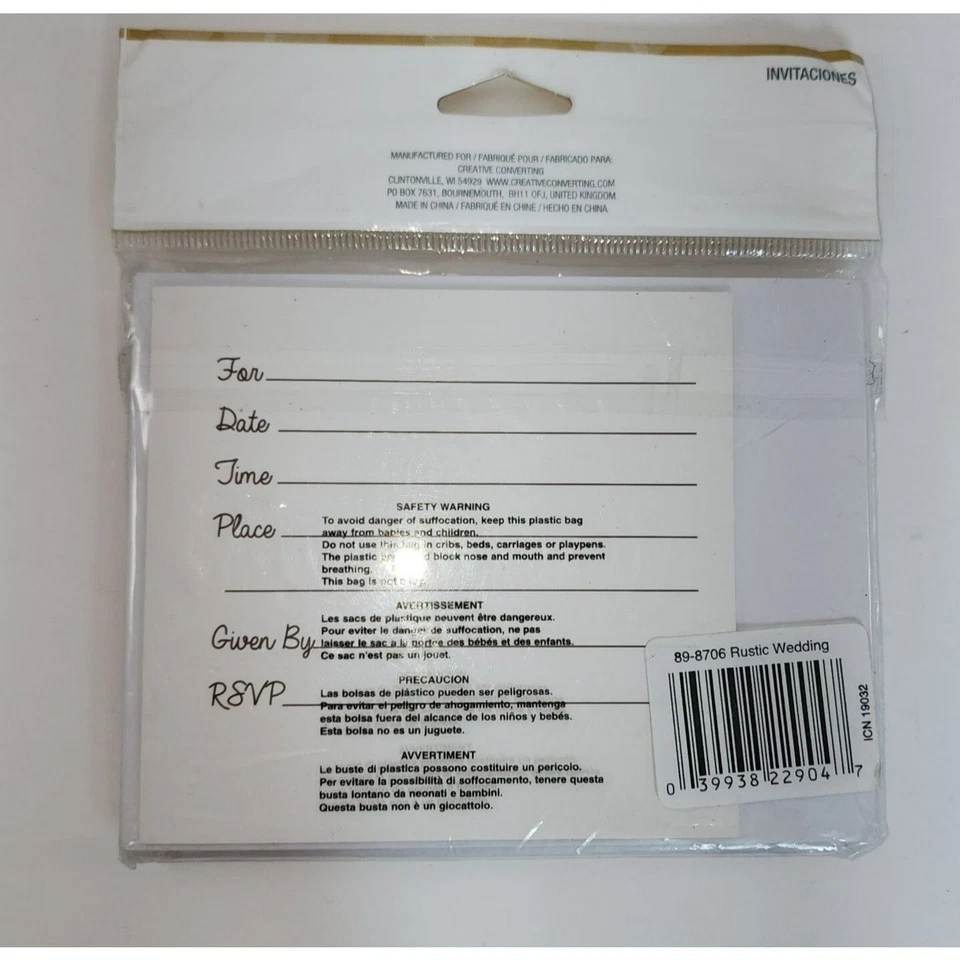 INVITACIONES
MANUFACTURED FOR / FABRIQUÉ POUR / FABRICADO PARA:
CREATIVE CONVERTING
CLINTONVILLE, WI 54929 WWW.CREATIVECONVERTING.COM
PO BOX 7631, BOURNEMOUTH, BH11 0FJ, UNITED KINGDOM
MADE IN CHINA / FABRIQUÉ EN CHINE / HECHO EN CHINA
For
Date
Time
Place
Given By
RSVP
SAFETY WARNING
To avoid danger of suffocation, keep this plastic bag
away from babies and children.
Do not use this bag in cribs, beds, carriages or playpens.
The plastic block nose and mouth and prevent
breathing.
This bag is not a toy.
AVERTISSEMENT
Les sacs de plastique peuvent être dangereux.
Pour eviter le danger de suffocation, ne pas
laisser le sac a la portee des bébés et des enfants.
Ce sac n'est pas un jouet.
PRECAUCION
Las bolsas de plástico pueden ser peligrosas.
Para evitar el peligro de ahogamiento, mantenga
esta bolsa fuera del alcance de los niños y bebés.
Esta bolsa no es un juguete.
AVVERTIMENT
Le buste di plastica possono costituire un pericolo.
Per evitare la possibilità di soffocamento, tenere questa
busta lontano da neonati e bambini.
Questa busta non è un giocattolo.
89-8706 Rustic Wedding
ICN 19032
0 39938 22904 7